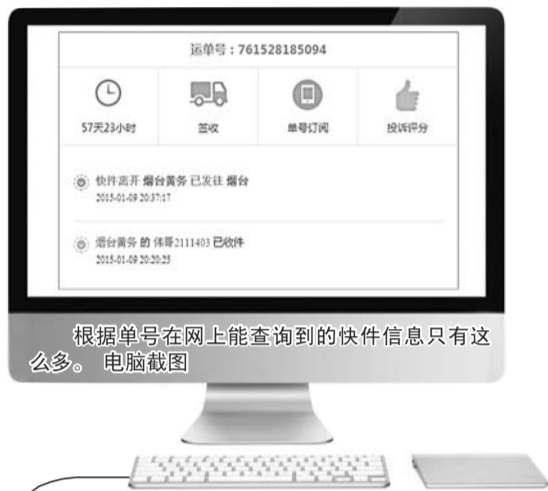 运单号：761528185094
57天23小时 签收 单号订阅 投诉评分
快件离开 烟台黄务 已发往 烟台
2015-01-09 20:37:17
烟台黄务 的 伟哥2111403 已收件
2015-01-09 20:20:25
根据单号在网上能查询到的快件信息只有这
么多。 电脑截图